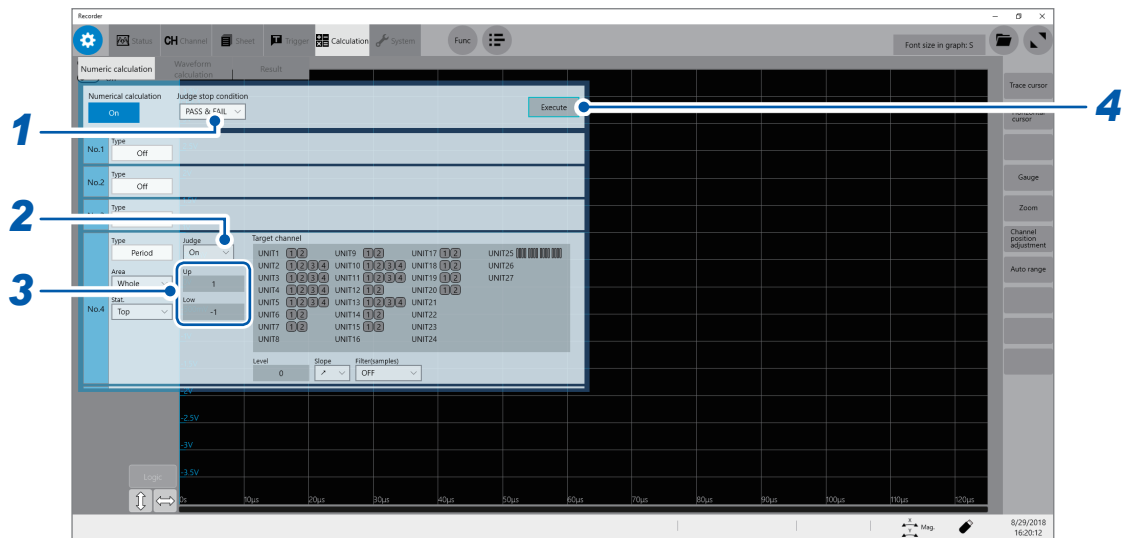 Recorder
Status CH Channel Sheet Trigger Calculation System Func Font size in graph: S
Numeric calculation Waveform calculation Result
Trace cursor
Numerical calculation Judge stop condition
On PASS & FAIL Execute
4
1
cursor
No.1 Type
Off
No.2 Type
Off
Gauge
2
Type
Zoom
Type Judge Target channel
Period On
Channel position adjustment
UNIT1 1 2 UNIT9 1 2 UNIT17 1 2 UNIT25
UNIT2 1 2 3 4 UNIT10 1 2 3 4 UNIT18 1 2 UNIT26
Auto range
3
Area Up
Whole 1
UNIT3 1 2 3 4 UNIT11 1 2 3 4 UNIT19 1 2 UNIT27
UNIT4 1 2 3 4 UNIT12 1 2 UNIT20 1 2
No.4 Stat. Low
Top -1
UNIT5 1 2 3 4 UNIT13 1 2 3 4 UNIT21
UNIT6 1 2 UNIT14 1 2 UNIT22
UNIT7 1 2 UNIT15 1 2 UNIT23
UNIT8 UNIT16 UNIT24
Level Slope Filter(samples)
0 OFF
-2V
-2.5V
-3V
-3.5V
Logic
0s 10µs 20µs 30µs 40µs 50µs 60µs 70µs 80µs 90µs 100µs 110µs 120µs
X Y Mag. 8/29/2018
16:20:12